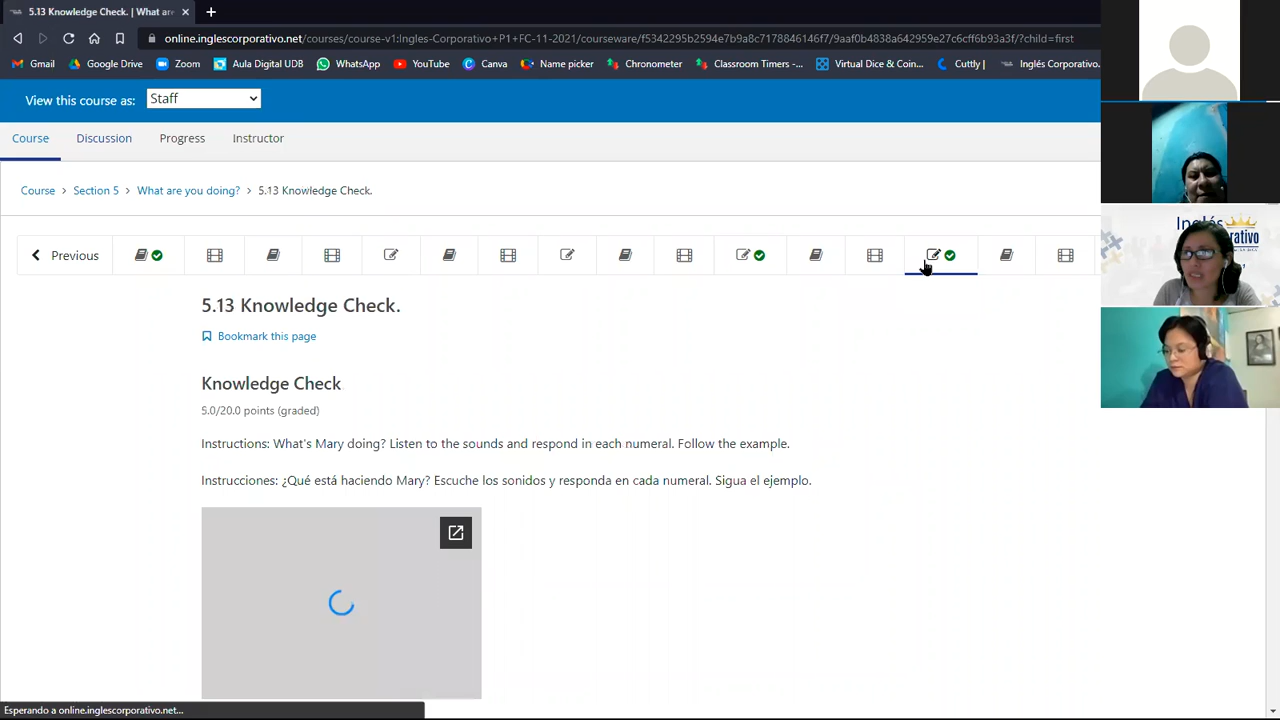 5.13 Knowledge Check. | What are
online.inglescorporativo.net/courses/course-v1:Ingles-Corporativo+P1+FC-11-2021/courseware/f5342295b2594e7b9a8c7178846146f7/9aaf0b4838a642959e27c6cff6b93a3f/?child=first
Gmail Google Drive Zoom Aula Digital UDB WhatsApp YouTube Canva Name picker Chronometer Classroom Timers -... Virtual Dice & Coin... Cuttly | Inglés Corporativo.
View this course as: Staff
Course Discussion Progress Instructor
Course > Section 5 > What are you doing? > 5.13 Knowledge Check.
Previous
5.13 Knowledge Check.
Bookmark this page
Knowledge Check
5.0/20.0 points (graded)
Instructions: What's Mary doing? Listen to the sounds and respond in each numeral. Follow the example.
Instrucciones: ¿Qué está haciendo Mary? Escuche los sonidos y responda en cada numeral. Siga el ejemplo.
Esperando a online.inglescorporativo.net...